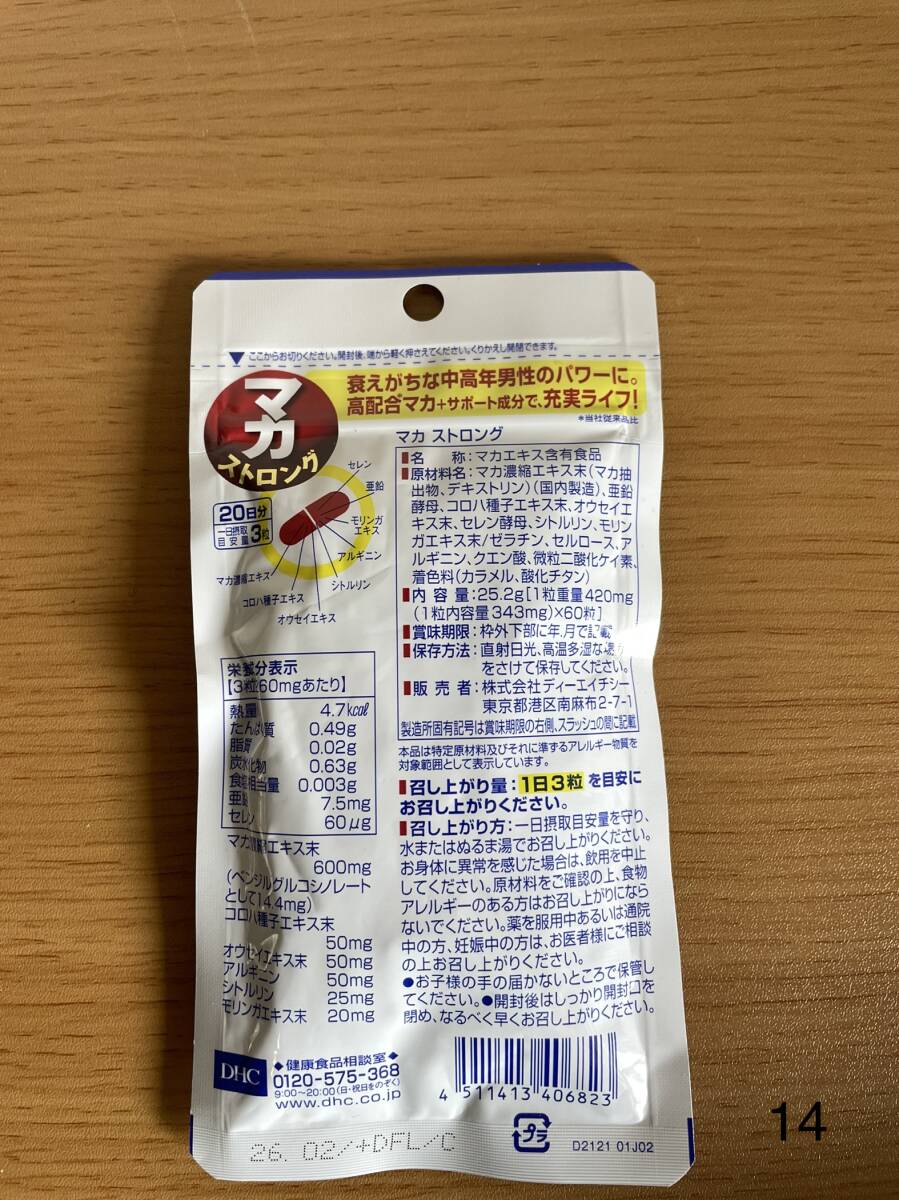 ▼ここからお切りください。開封後、端から軽く押さえてください。くりかえし開閉できます。
マカ
ストロング
衰えがちな中高年男性のパワーに。
高配合マカ+サポート成分で、充実ライフ!
*当社従来品比
20日分
一日摂取目安量3粒
セレン
亜鉛
モリンガエキス
アルギニン
シトルリン
オウセイエキス
コロハ種子エキス
マカ濃縮エキス
マカ ストロング
名 称:マカエキス含有食品
原材料名:マカ濃縮エキス末(マカ抽
出物、デキストリン)(国内製造)、亜鉛
酵母、コロハ種子エキス末、オウセイエ
キス末、セレン酵母、シトルリン、モリン
ガエキス末/ゼラチン、セルロース、ア
ルギニン、クエン酸、微粒二酸化ケイ素、
着色料(カラメル、酸化チタン)
内 容 量:25.2g[1粒重量420mg
(1粒内容量343mg)×60粒]
賞味期限:枠外下部に年、月で記載
保存方法:直射日光、高温多湿な場所
をさけて保存してください。
販 売 者:株式会社ディーエイチシー
東京都港区南麻布2-7-1
製造所固有記号は賞味期限の右側、スラッシュの間に記載
本品は特定原材料及びそれに準ずるアレルギー物質を
対象範囲として表示しています。
召し上がり量:1日3粒を目安に
お召し上がりください。
召し上がり方:一日摂取目安量を守り、
水またはぬるま湯でお召し上がりください。
お身体に異常を感じた場合は、飲用を中止
してください。原材料をご確認の上、食物
アレルギーのある方はお召し上がりになら
ないでください。薬を服用中あるいは通院
中の方、妊娠中の方は、お医者様にご相談
の上お召し上がりください。
●お子様の手の届かないところで保管し
てください。●開封後はしっかり開封口を
閉め、なるべく早くお召し上がりください。
栄養成分表示
【3粒 60mgあたり】
熱量 4.7kcal
たんぱく質 0.49g
脂質 0.02g
炭水化物 0.63g
食塩相当量 0.003g
亜鉛 7.5mg
セレン 60μg
マカ濃縮エキス末
600mg
(ベンジルグルコシノレート
として14.4mg)
コロハ種子エキス末
50mg
オウセイエキス末 50mg
アルギニン 50mg
シトルリン 25mg
モリンガエキス末 20mg
DHC
◆健康食品相談室◆
0120-575-368
9:00〜20:00(日・祝日をのぞく)
www.dhc.co.jp
4 511413 406823
プラ
D2121 01J02
26. 02/+DFL/C
14